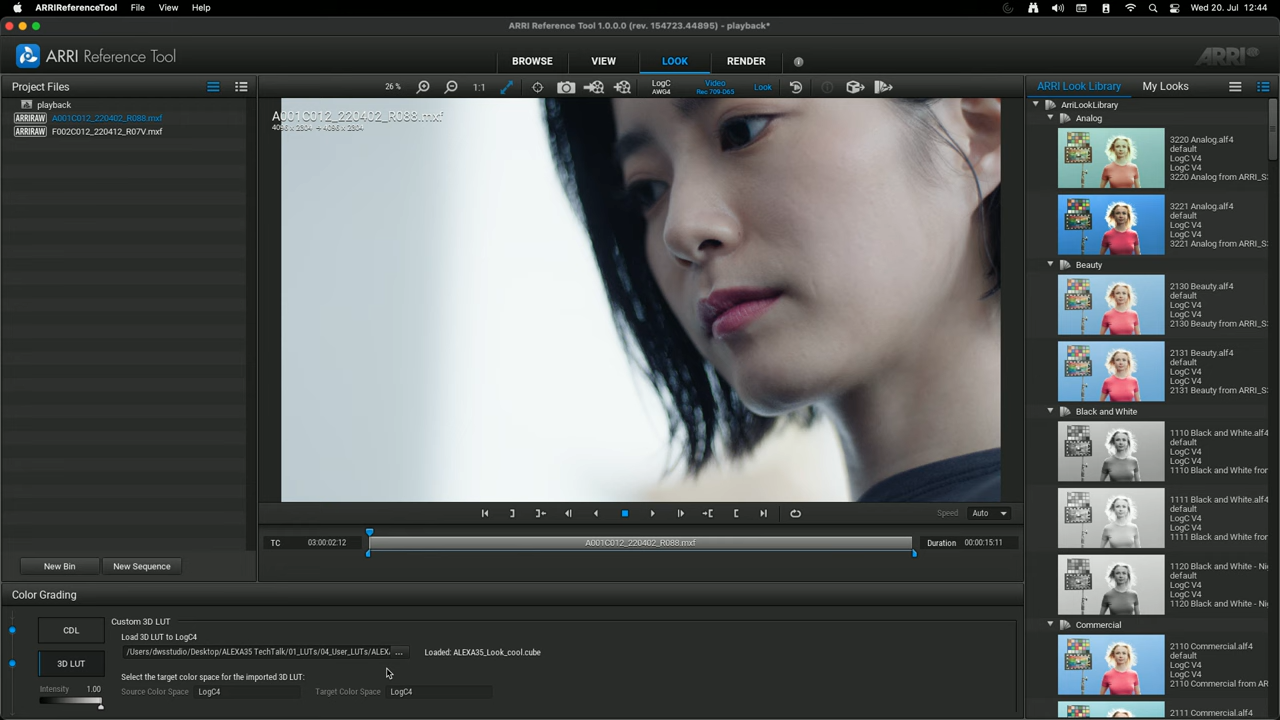 ARRIReferenceTool File View Help Wed 20. Jul 12:44
ARRI Reference Tool 1.0.0.0 (rev. 154723.44895) - playback*
ARRI Reference Tool BROWSE VIEW LOOK RENDER ARRI
Project Files
playback
ARRIRAW A001C012_220402_R088.mxf
ARRIRAW F002C012_220412_R07V.mxf
26 % 1:1 LogC AWG4 Video Rec 709-D65 Look
A001C012_220402_R088.mxf
4096 x 2304 -> 4096 x 2304
Speed Auto
TC 03:00:02:12 A001C012_220402_R088.mxf Duration 00:00:15:11
New Bin New Sequence
Color Grading
CDL
3D LUT
Intensity 1.00
Custom 3D LUT
Load 3D LUT to LogC4
/Users/dwsstudio/Desktop/ALEXA35 TechTalk/01_LUTs/04_User_LUTs/ALEX ... Loaded: ALEXA35_Look_cool.cube
Select the target color space for the imported 3D LUT:
Source Color Space LogC4 Target Color Space LogC4
ARRI Look Library My Looks
ArriLookLibrary
Analog
3220 Analog.alf4
default
LogC V4
LogC V4
3220 Analog from ARRI_S
3221 Analog.alf4
default
LogC V4
LogC V4
3221 Analog from ARRI_S
Beauty
2130 Beauty.alf4
default
LogC V4
LogC V4
2130 Beauty from ARRI_S
2131 Beauty.alf4
default
LogC V4
LogC V4
2131 Beauty from ARRI_S
Black and White
1110 Black and White.alf4
default
LogC V4
LogC V4
1110 Black and White from
1111 Black and White.alf4
default
LogC V4
LogC V4
1111 Black and White from
1120 Black and White - Nig
default
LogC V4
LogC V4
1120 Black and White - Ni
Commercial
2110 Commercial.alf4
default
LogC V4
LogC V4
2110 Commercial from AR
2111 Commercial.alf4